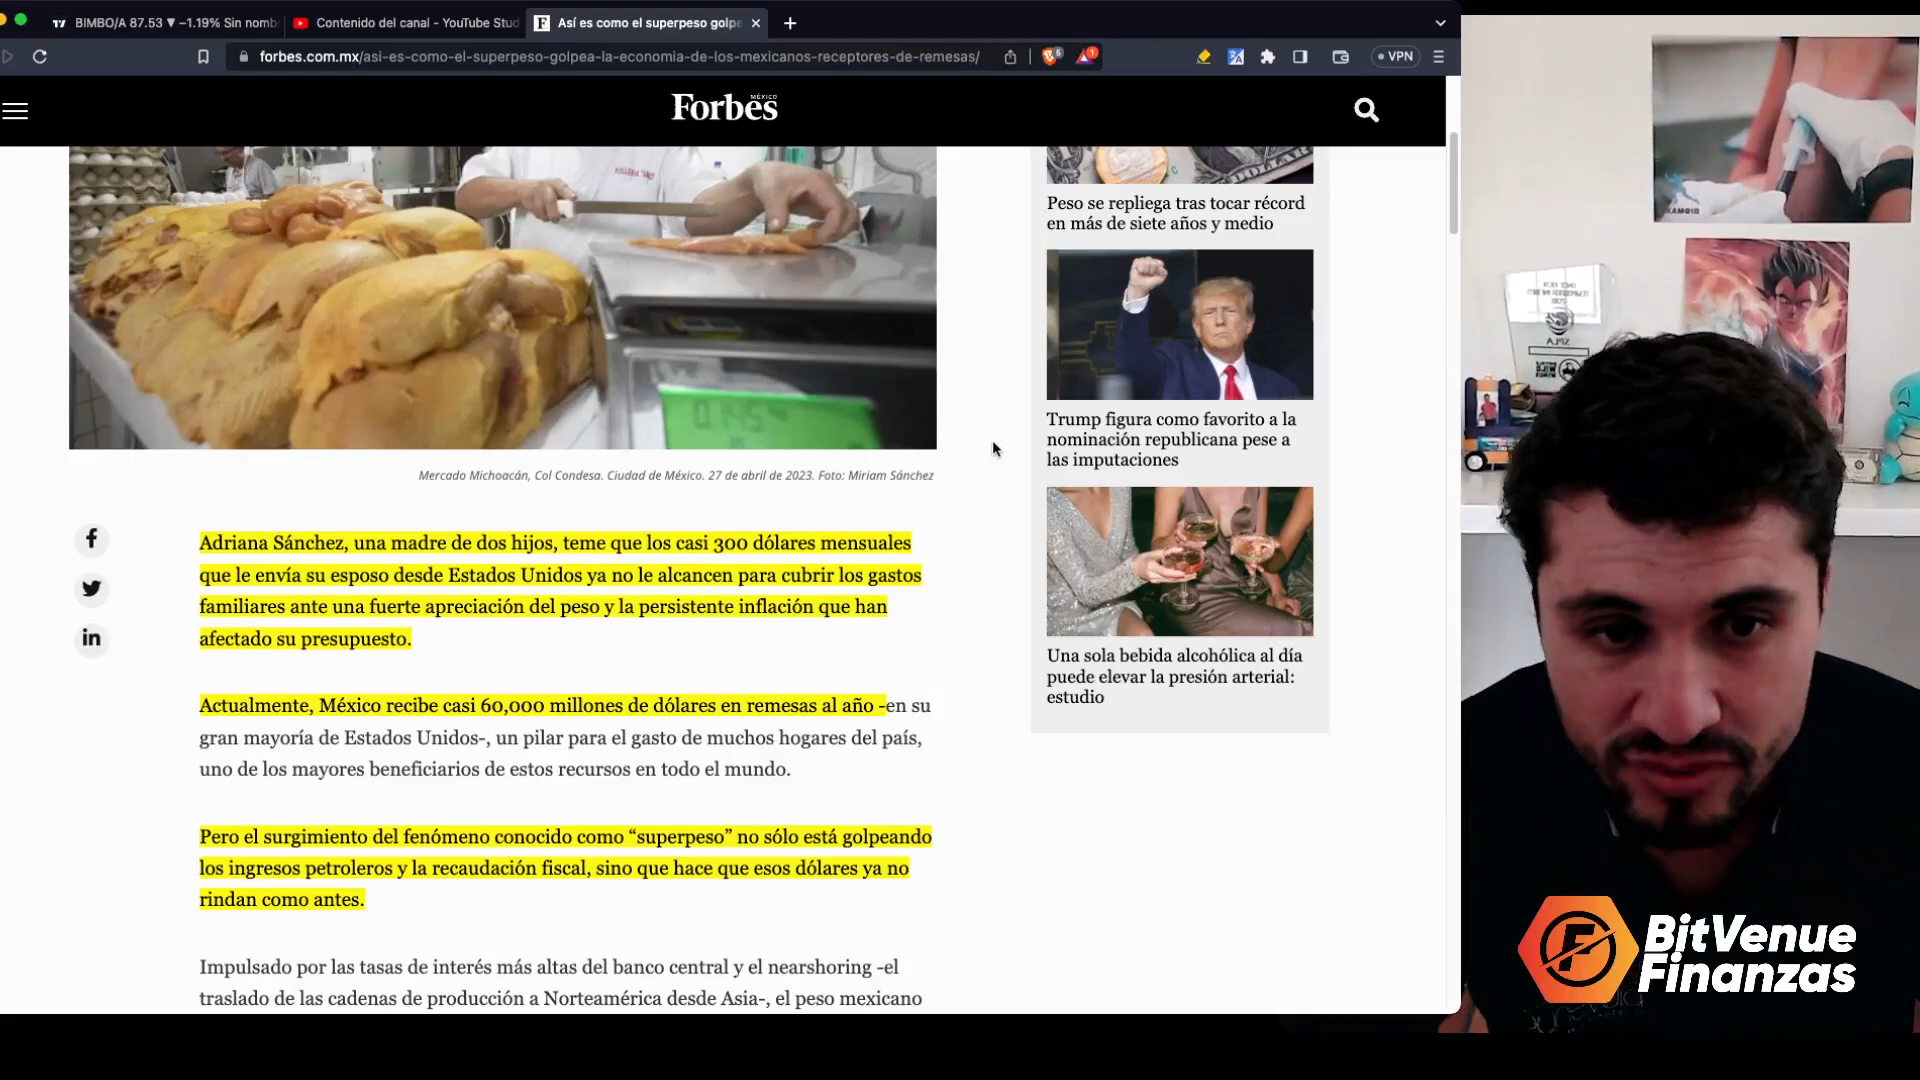 BIMBO/A 87.53 ▼ −1.19% Sin nomb
Contenido del canal - YouTube Stud
Así es como el superpeso golpe
forbes.com.mx/asi-es-como-el-superpeso-golpea-la-economia-de-los-mexicanos-receptores-de-remesas/
6
1
VPN
Forbes
MÉXICO
Mercado Michoacán, Col Condesa. Ciudad de México. 27 de abril de 2023. Foto: Miriam Sánchez
Adriana Sánchez, una madre de dos hijos, teme que los casi 300 dólares mensuales
que le envía su esposo desde Estados Unidos ya no le alcancen para cubrir los gastos
familiares ante una fuerte apreciación del peso y la persistente inflación que han
afectado su presupuesto.
Actualmente, México recibe casi 60,000 millones de dólares en remesas al año -en su
gran mayoría de Estados Unidos-, un pilar para el gasto de muchos hogares del país,
uno de los mayores beneficiarios de estos recursos en todo el mundo.
Pero el surgimiento del fenómeno conocido como “superpeso” no sólo está golpeando
los ingresos petroleros y la recaudación fiscal, sino que hace que esos dólares ya no
rindan como antes.
Impulsado por las tasas de interés más altas del banco central y el nearshoring -el
traslado de las cadenas de producción a Norteamérica desde Asia-, el peso mexicano
Peso se repliega tras tocar récord
en más de siete años y medio
Trump figura como favorito a la
nominación republicana pese a
las imputaciones
Una sola bebida alcohólica al día
puede elevar la presión arterial:
estudio
BitVenue
Finanzas